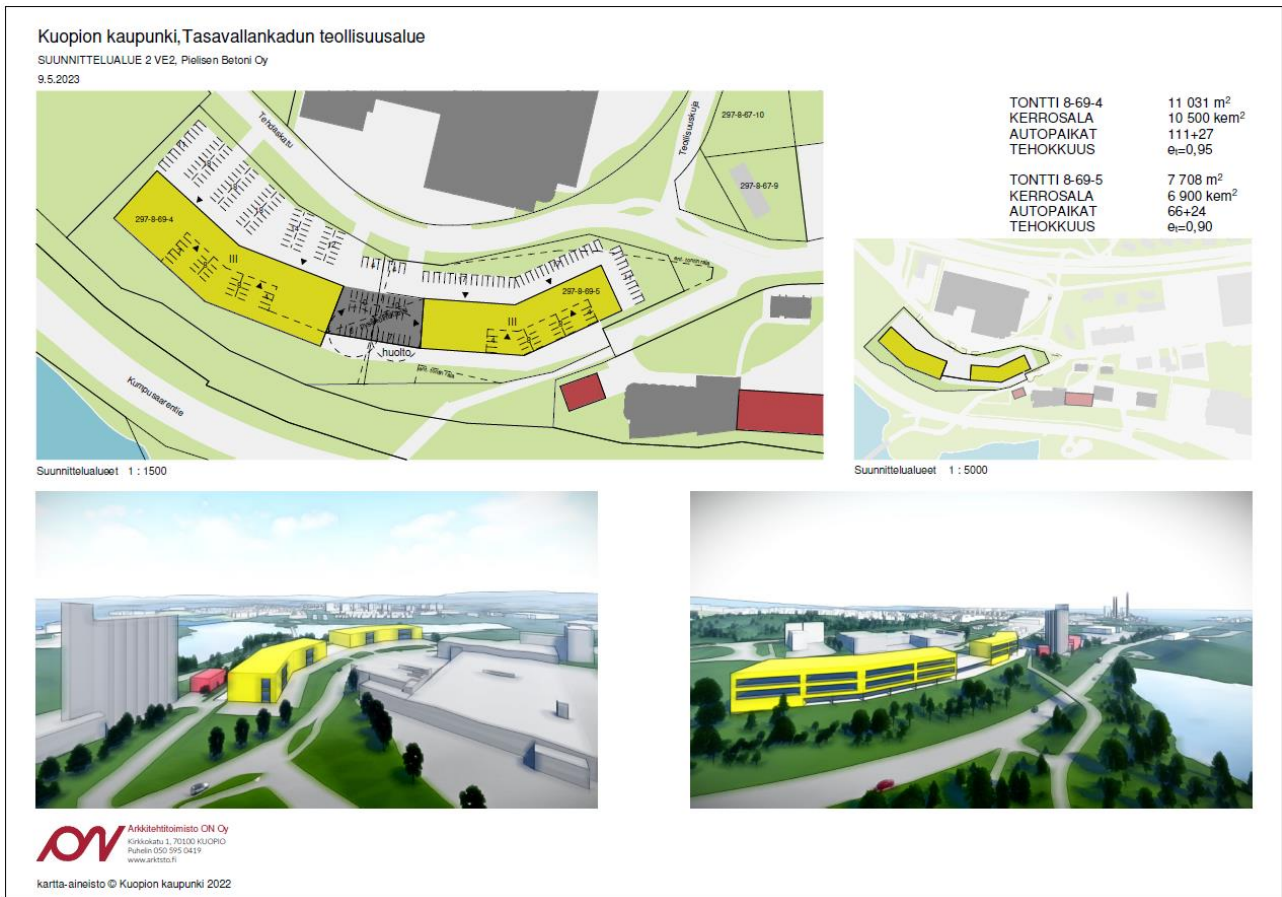 Kuopion kaupunki,Tasavallankadun teollisuusalue
SUUNNITTELUALUE 2 VE2, Pielisen Betoni Oy
9.5.2023
TONTTI 8-69-4 11 031 m²
KERROSALA 10 500 kem²
AUTOPAIKAT 111+27
TEHOKKUUS eₜ=0,95
TONTTI 8-69-5 7 708 m²
KERROSALA 6 900 kem²
AUTOPAIKAT 66+24
TEHOKKUUS eₜ=0,90
Tehdaskatu
Teollisuuskuja
297-8-67-10
297-8-67-9
297-8-69-4
III
297-8-69-5
III
huolto
Kumpusaarentie
Suunnittelualueet 1 : 1500
Suunnittelualueet 1 : 5000
ON
Arkkitehtitoimisto ON Oy
Kirkkokatu 1, 70100 KUOPIO
Puhelin 050 595 0419
www.arktsto.fi
kartta-aineisto © Kuopion kaupunki 2022